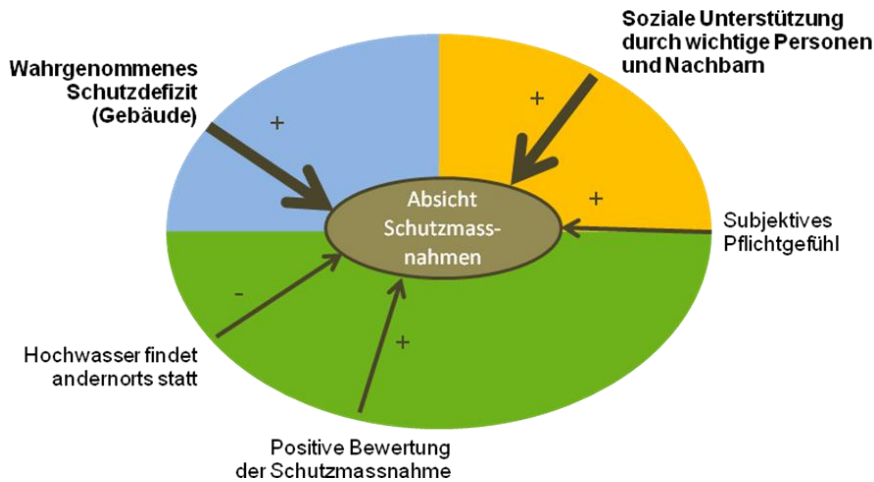 Soziale Unterstützung
durch wichtige Personen
und Nachbarn
Wahrgenommenes
Schutzdefizit
(Gebäude)
+
+
Absicht
Schutzmass-
nahmen
+
Subjektives
Pflichtgefühl
-
+
Hochwasser findet
andernorts statt
Positive Bewertung
der Schutzmassnahme